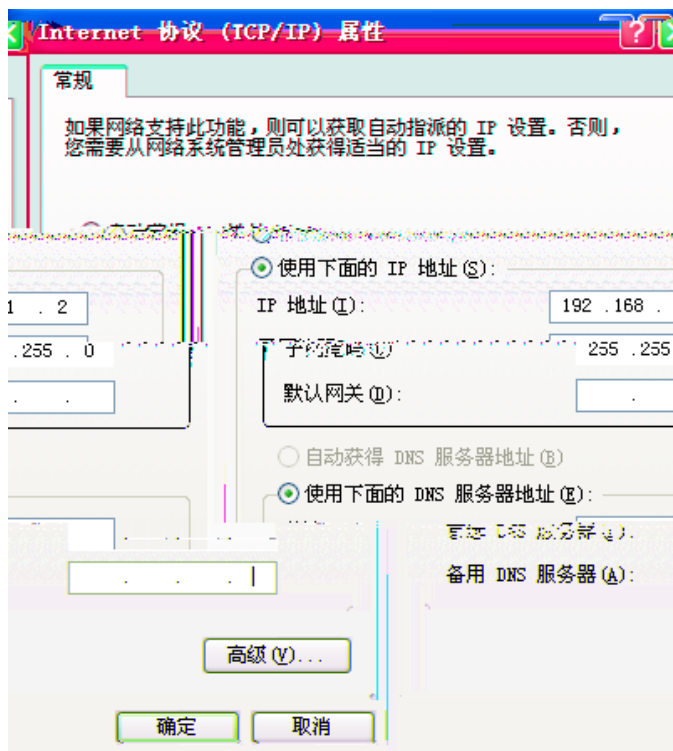 Internet 协议 (TCP/IP) 属性
常规
如果网络支持此功能，则可以获取自动指派的 IP 设置。否则，
您需要从网络系统管理员处获得适当的 IP 设置。
使用下面的 IP 地址(S):
1 . 2
IP 地址(I):
192 .168 .
.255 . 0
255 .255
默认网关(D):
自动获得 DNS 服务器地址(B)
使用下面的 DNS 服务器地址(E):
备用 DNS 服务器(A):
高级(V)...
确定
取消